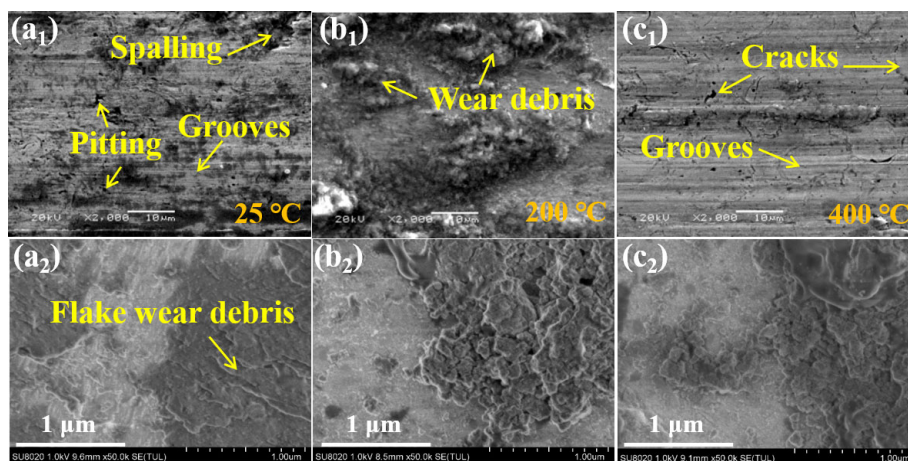 (a1)
Spalling
Pitting
Grooves
20kV X2,000 10μm
25 °C
(b1)
Wear debris
20kV X2,000 10μm
200 °C
(c1)
Cracks
Grooves
20kV X2,000 10μm
400 °C
(a2)
Flake wear debris
1 μm
SU8020 1.0kV 9.6mm x50.0k SE(TUL) 1.00um
(b2)
1 μm
SU8020 1.0kV 8.5mm x50.0k SE(TUL) 1.00um
(c2)
1 μm
SU8020 1.0kV 9.1mm x50.0k SE(TUL) 1.00um